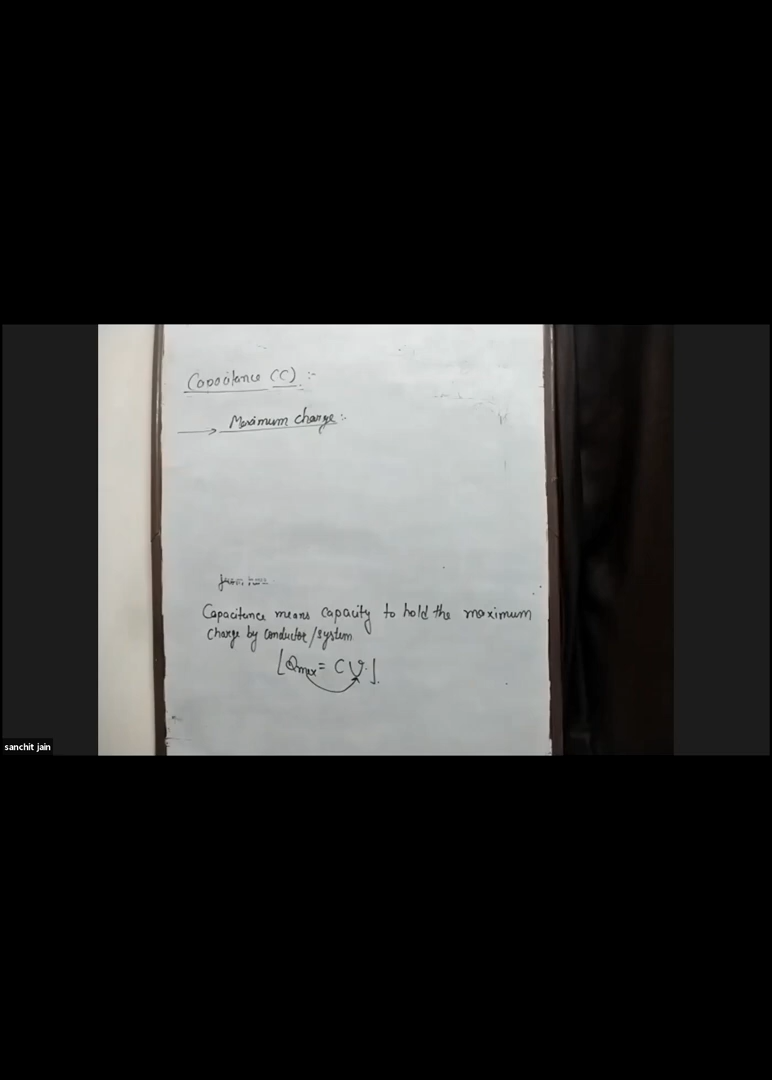 Capacitance (C) :-
Maximum charge :-
Capacitance means capacity to hold the maximum
charge by conductor/system
[Qmax = CV.].
sanchit jain